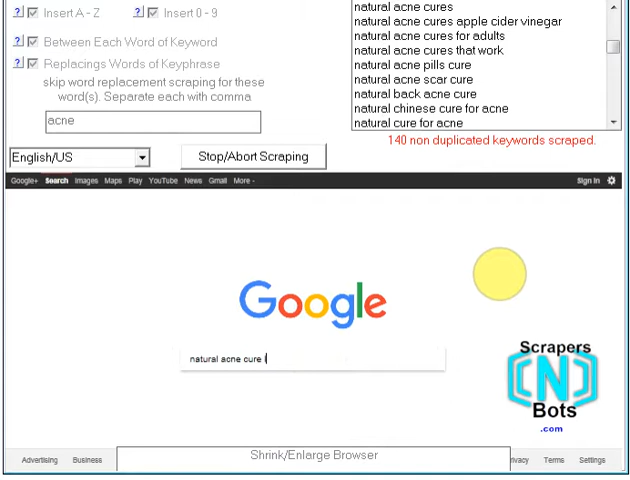 ? Insert A - Z ? Insert 0 - 9
? Between Each Word of Keyword
? Replacings Words of Keyphrase
skip word replacement scraping for these
word(s). Separate each with comma
acne
natural acne cures
natural acne cures apple cider vinegar
natural acne cures for adults
natural acne cures that work
natural acne pills cure
natural acne scar cure
natural back acne cure
natural chinese cure for acne
natural cure for acne
140 non duplicated keywords scraped.
English/US
Stop/Abort Scraping
Google+ Search Images Maps Play YouTube News Gmail More - Sign In
Google
natural acne cure
Scrapers
N
Bots
.com
Advertising Business Shrink/Enlarge Browser Terms Settings